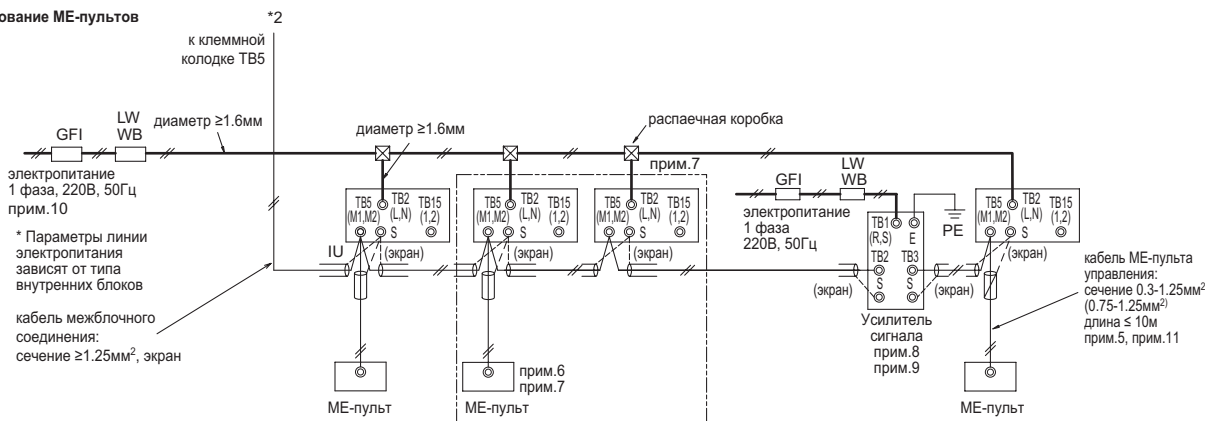 ование МЕ-пультов
*2
к клеммной
колодке TB5
GFI
LW
WB
диаметр ≥1.6мм
диаметр ≥1.6мм
распаечная коробка
прим.7
электропитание
1 фаза, 220В, 50Гц
прим.10
* Параметры линии
электропитания
зависят от типа
внутренних блоков
кабель межблочного
соединения:
сечение ≥1.25мм², экран
IU
TB5
(M1,M2)
TB2
(L,N)
TB15
(1,2)
S
(экран)
TB5
(M1,M2)
TB2
(L,N)
TB15
(1,2)
S
(экран)
TB5
(M1,M2)
TB2
(L,N)
TB15
(1,2)
S
(экран)
GFI
LW
WB
электропитание
1 фаза
220В, 50Гц
TB1
(R,S)
E
PE
TB2
TB3
S
S
(экран)
(экран)
Усилитель
сигнала
прим.8
прим.9
TB5
(M1,M2)
TB2
(L,N)
TB15
(1,2)
S
(экран)
кабель МЕ-пульта
управления:
сечение 0.3-1.25мм²
(0.75-1.25мм²)
длина ≤ 10м
прим.5, прим.11
МЕ-пульт
прим.6
прим.7
МЕ-пульт
МЕ-пульт